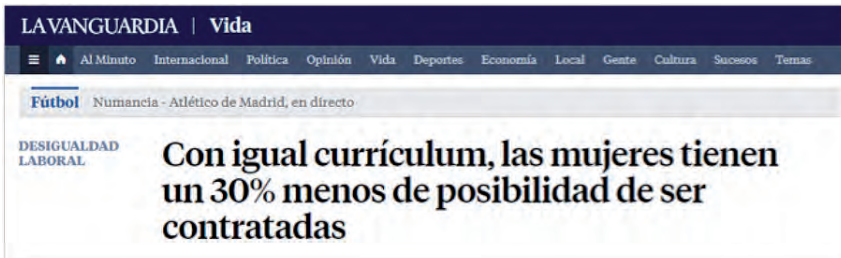 LA VANGUARDIA | Vida
Al Minuto Internacional Política Opinión Vida Deportes Economía Local Gente Cultura Sucesos Temas
Fútbol Numancia - Atlético de Madrid, en directo
DESIGUALDAD
LABORAL
Con igual currículum, las mujeres tienen
un 30% menos de posibilidad de ser
contratadas